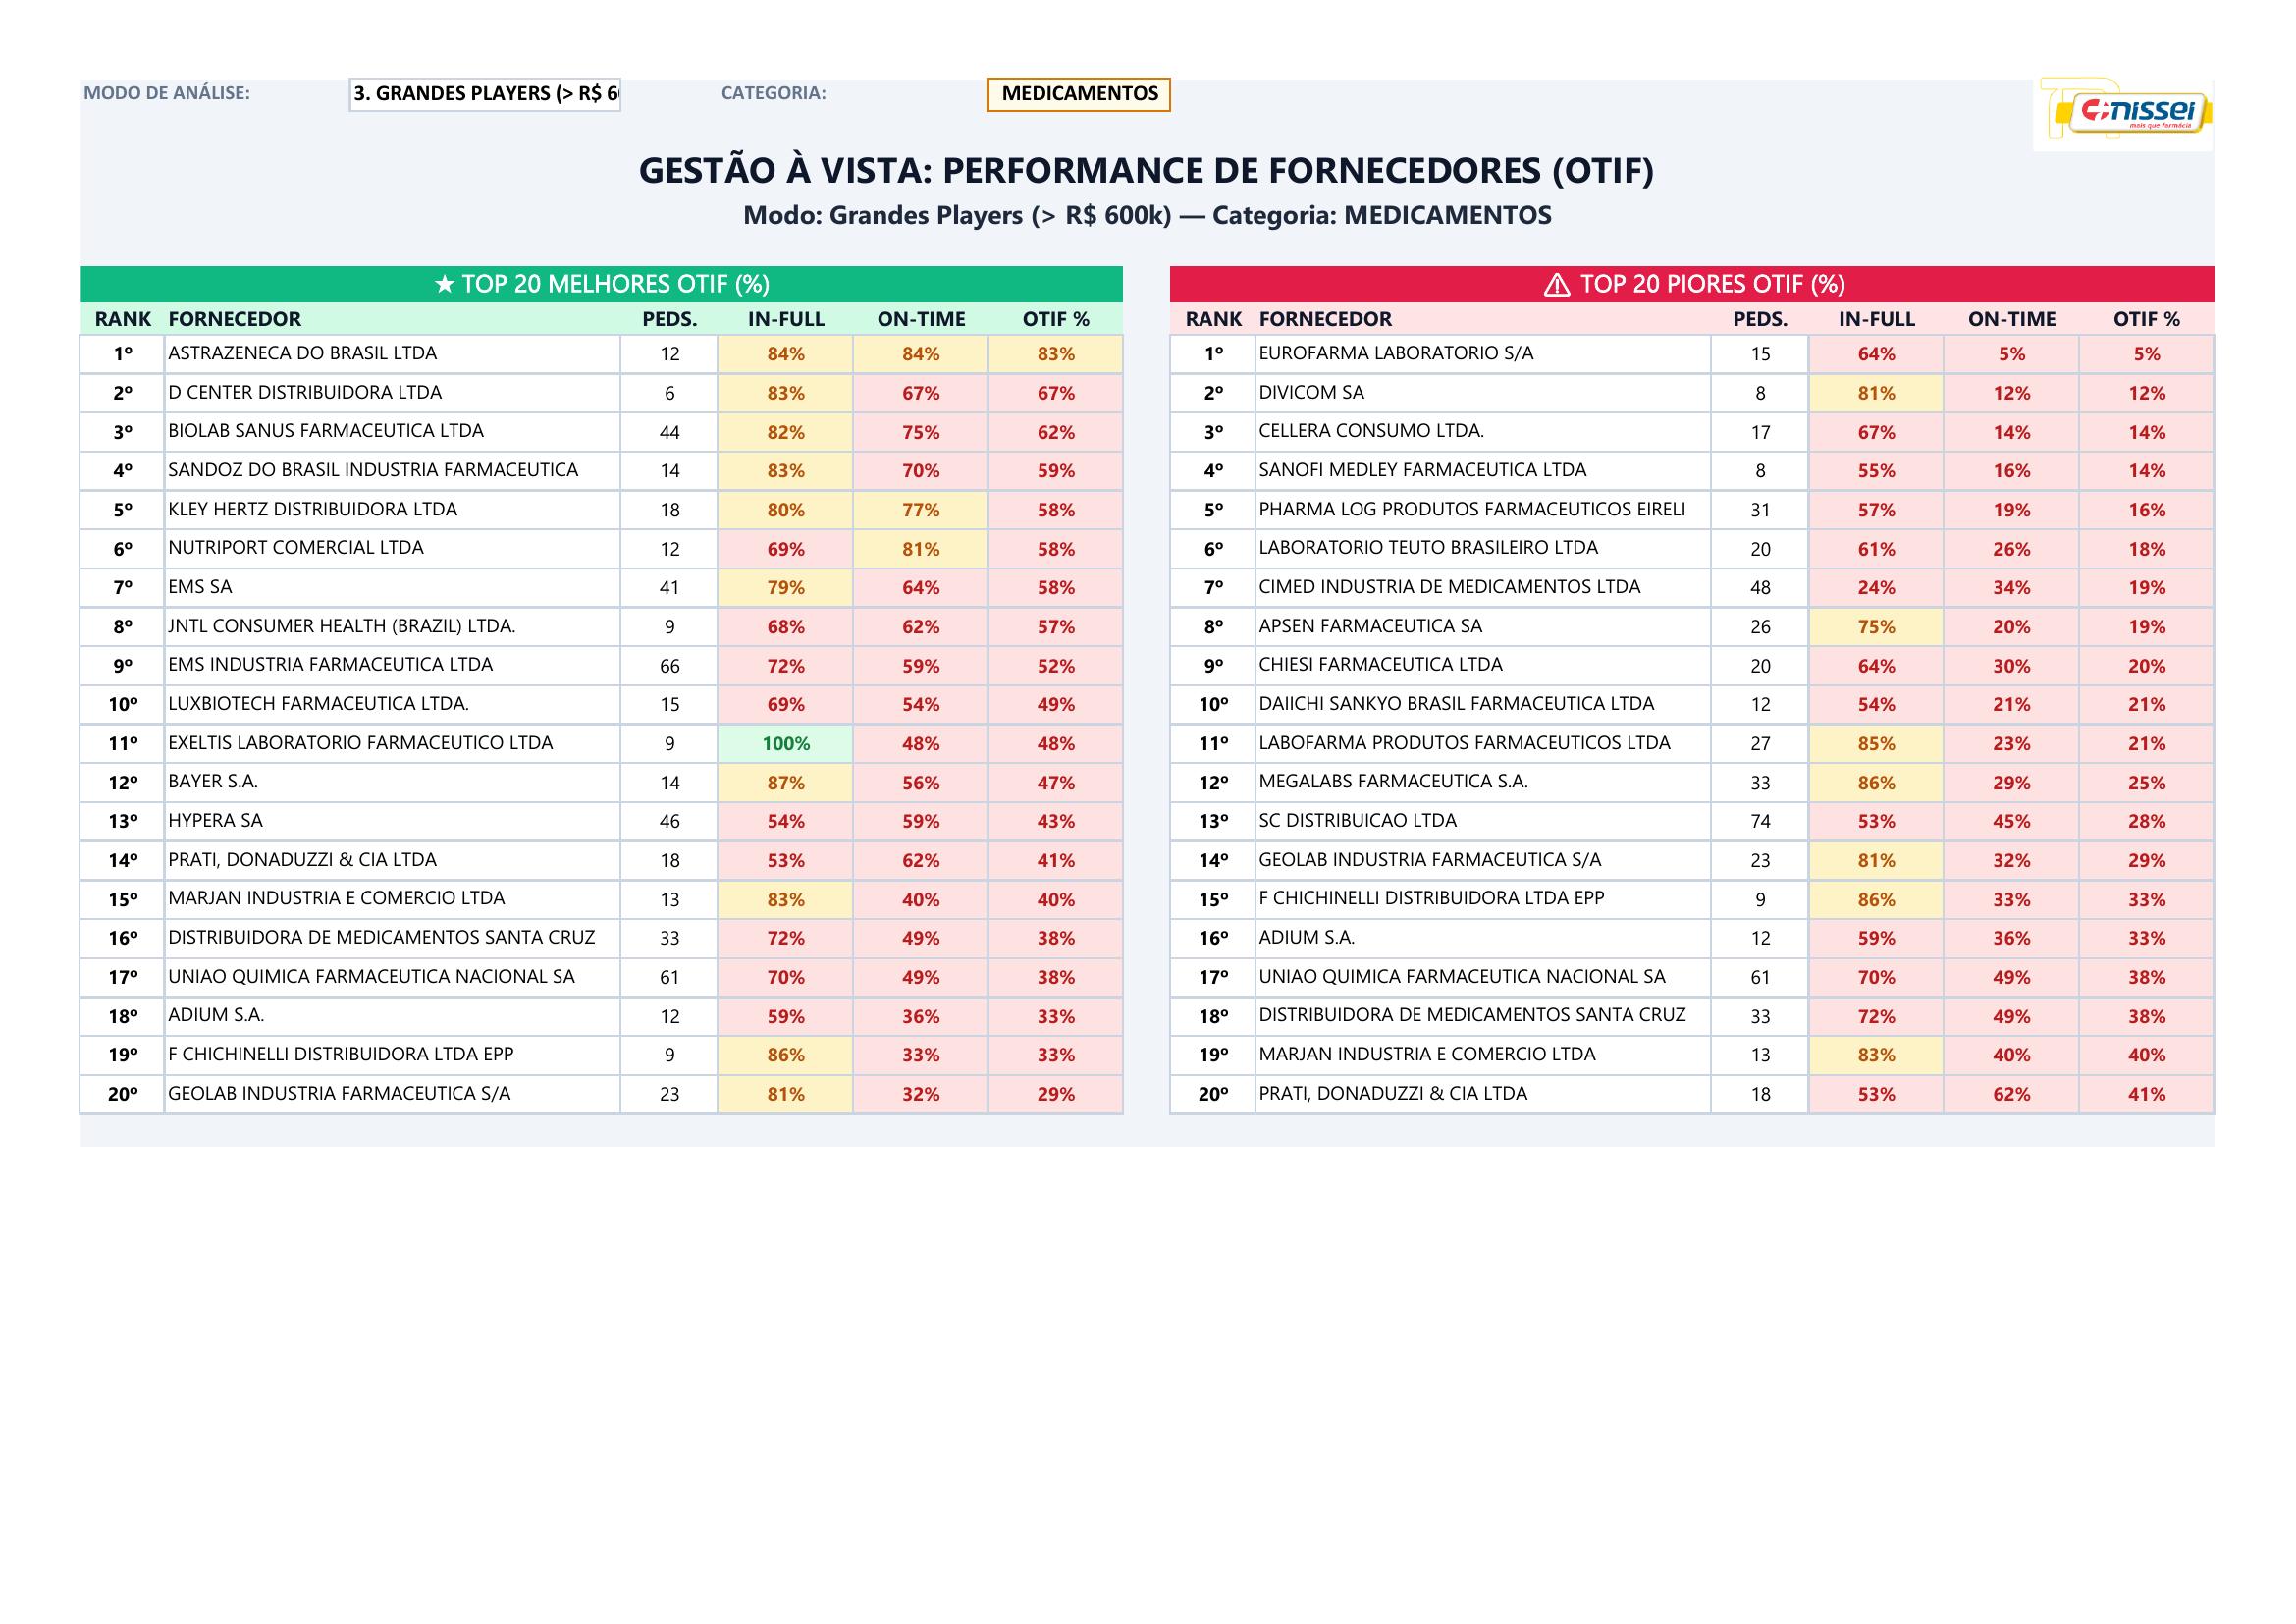 MODO DE ANÁLISE: 3. GRANDES PLAYERS (> R$ 6 CATEGORIA: MEDICAMENTOS
nissei
mais que farmácia
GESTÃO À VISTA: PERFORMANCE DE FORNECEDORES (OTIF)
Modo: Grandes Players (> R$ 600k) — Categoria: MEDICAMENTOS
★ TOP 20 MELHORES OTIF (%)
RANK FORNECEDOR PEDS. IN-FULL ON-TIME OTIF %
1º ASTRAZENECA DO BRASIL LTDA 12 84% 84% 83%
2º D CENTER DISTRIBUIDORA LTDA 6 83% 67% 67%
3º BIOLAB SANUS FARMACEUTICA LTDA 44 82% 75% 62%
4º SANDOZ DO BRASIL INDUSTRIA FARMACEUTICA 14 83% 70% 59%
5º KLEY HERTZ DISTRIBUIDORA LTDA 18 80% 77% 58%
6º NUTRIPORT COMERCIAL LTDA 12 69% 81% 58%
7º EMS SA 41 79% 64% 58%
8º JNTL CONSUMER HEALTH (BRAZIL) LTDA. 9 68% 62% 57%
9º EMS INDUSTRIA FARMACEUTICA LTDA 66 72% 59% 52%
10º LUXBIOTECH FARMACEUTICA LTDA. 15 69% 54% 49%
11º EXELTIS LABORATORIO FARMACEUTICO LTDA 9 100% 48% 48%
12º BAYER S.A. 14 87% 56% 47%
13º HYPERA SA 46 54% 59% 43%
14º PRATI, DONADUZZI & CIA LTDA 18 53% 62% 41%
15º MARJAN INDUSTRIA E COMERCIO LTDA 13 83% 40% 40%
16º DISTRIBUIDORA DE MEDICAMENTOS SANTA CRUZ 33 72% 49% 38%
17º UNIAO QUIMICA FARMACEUTICA NACIONAL SA 61 70% 49% 38%
18º ADIUM S.A. 12 59% 36% 33%
19º F CHICHINELLI DISTRIBUIDORA LTDA EPP 9 86% 33% 33%
20º GEOLAB INDUSTRIA FARMACEUTICA S/A 23 81% 32% 29%
⚠ TOP 20 PIORES OTIF (%)
RANK FORNECEDOR PEDS. IN-FULL ON-TIME OTIF %
1º EUROFARMA LABORATORIO S/A 15 64% 5% 5%
2º DIVICOM SA 8 81% 12% 12%
3º CELLERA CONSUMO LTDA. 17 67% 14% 14%
4º SANOFI MEDLEY FARMACEUTICA LTDA 8 55% 16% 14%
5º PHARMA LOG PRODUTOS FARMACEUTICOS EIRELI 31 57% 19% 16%
6º LABORATORIO TEUTO BRASILEIRO LTDA 20 61% 26% 18%
7º CIMED INDUSTRIA DE MEDICAMENTOS LTDA 48 24% 34% 19%
8º APSEN FARMACEUTICA SA 26 75% 20% 19%
9º CHIESI FARMACEUTICA LTDA 20 64% 30% 20%
10º DAIICHI SANKYO BRASIL FARMACEUTICA LTDA 12 54% 21% 21%
11º LABOFARMA PRODUTOS FARMACEUTICOS LTDA 27 85% 23% 21%
12º MEGALABS FARMACEUTICA S.A. 33 86% 29% 25%
13º SC DISTRIBUICAO LTDA 74 53% 45% 28%
14º GEOLAB INDUSTRIA FARMACEUTICA S/A 23 81% 32% 29%
15º F CHICHINELLI DISTRIBUIDORA LTDA EPP 9 86% 33% 33%
16º ADIUM S.A. 12 59% 36% 33%
17º UNIAO QUIMICA FARMACEUTICA NACIONAL SA 61 70% 49% 38%
18º DISTRIBUIDORA DE MEDICAMENTOS SANTA CRUZ 33 72% 49% 38%
19º MARJAN INDUSTRIA E COMERCIO LTDA 13 83% 40% 40%
20º PRATI, DONADUZZI & CIA LTDA 18 53% 62% 41%